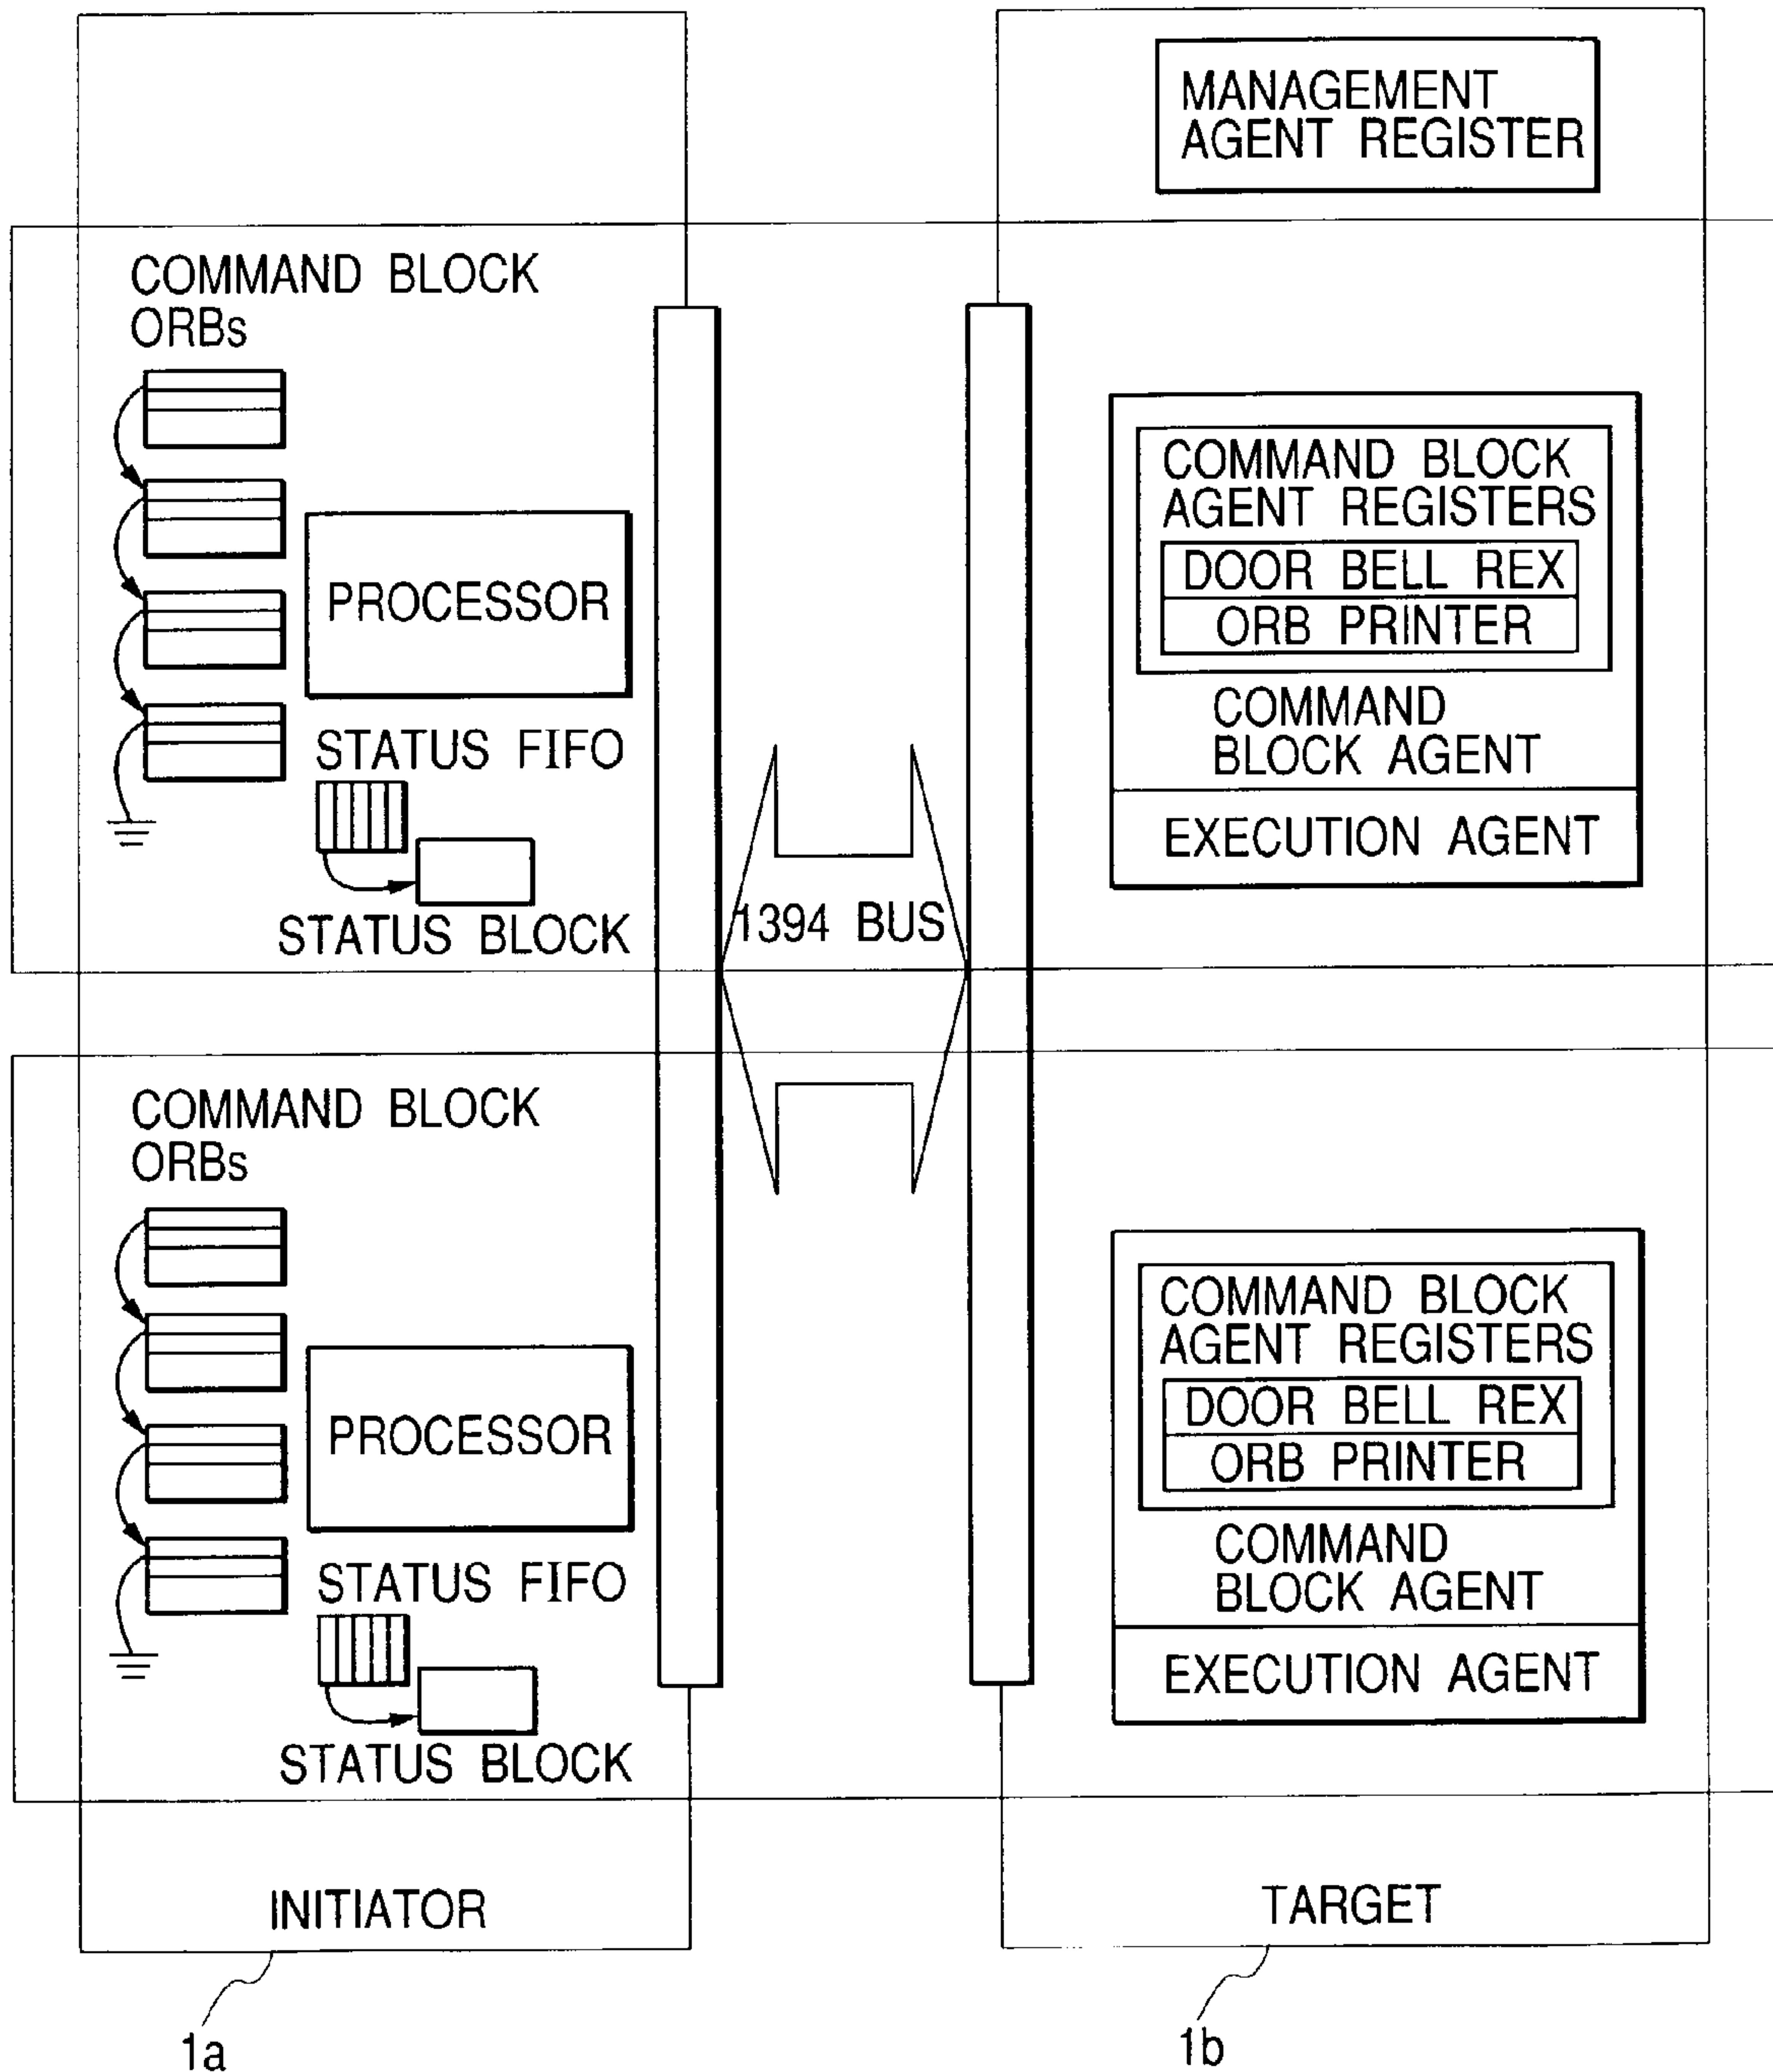 MANAGEMENT
AGENT REGISTER
COMMAND BLOCK
ORBs
PROCESSOR
STATUS FIFO
STATUS BLOCK
1394 BUS
COMMAND BLOCK
AGENT REGISTERS
DOOR BELL REX
ORB PRINTER
COMMAND
BLOCK AGENT
EXECUTION AGENT
COMMAND BLOCK
ORBs
PROCESSOR
STATUS FIFO
STATUS BLOCK
COMMAND BLOCK
AGENT REGISTERS
DOOR BELL REX
ORB PRINTER
COMMAND
BLOCK AGENT
EXECUTION AGENT
INITIATOR
TARGET
1a
1b